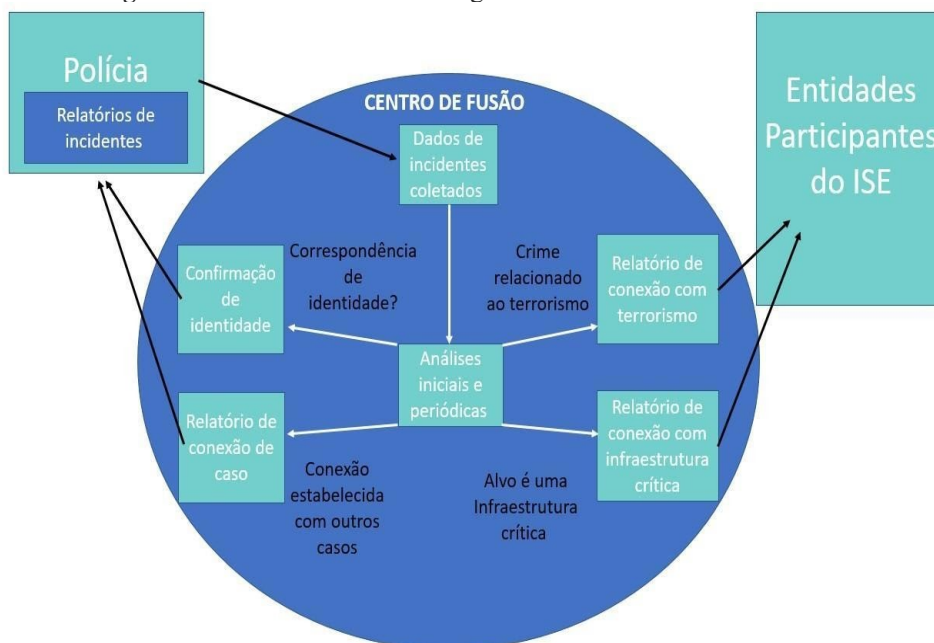 Polícia
Relatórios de
incidentes
CENTRO DE FUSÃO
Dados de
incidentes
coletados
Entidades
Participantes
do ISE
Correspondência
de
identidade?
Crime
relacionado
ao terrorismo
Confirmação
de
identidade
Relatório de
conexão com
terrorismo
Análises
iniciais e
periódicas
Relatório de
conexão de
caso
Relatório de
conexão com
infraestrutura
crítica
Conexão
estabelecida
com outros
casos
Alvo é uma
Infraestrutura
crítica